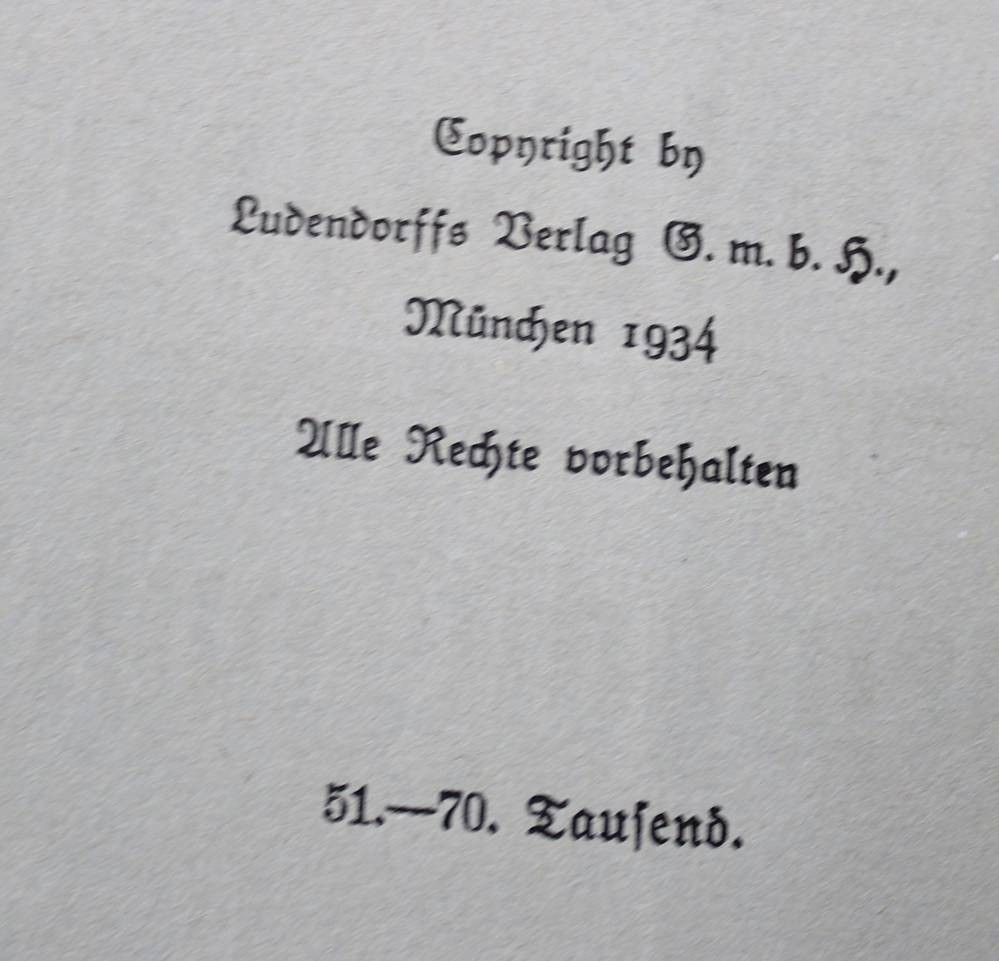 Copyright by
Ludendorffs Verlag G. m. b. H.,
München 1934
Alle Rechte vorbehalten
51.—70. Tauſend.